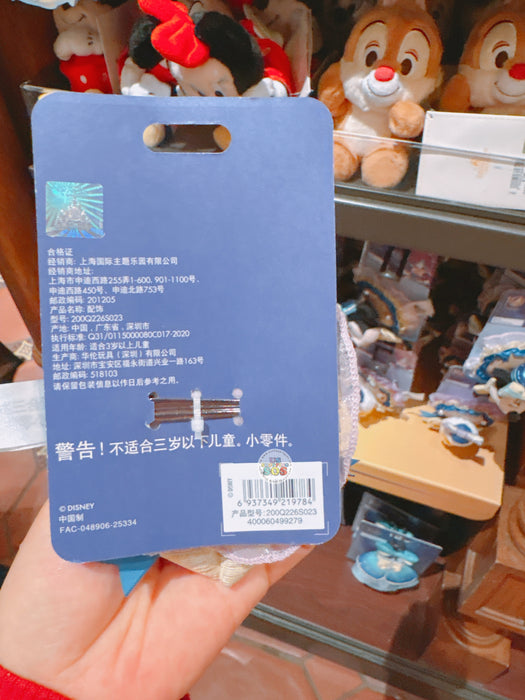 合格证
经销商: 上海国际主题乐园有限公司
经销商地址:
上海市申迪西路255弄1-600, 901-1100号、
申迪西路450号、申迪北路753号
邮政编码: 201205
产品名称: 配饰
型号: 200Q226S023
产地: 中国, 广东省, 深圳市
执行标准: Q31/0115000080C017-2020
适用年龄: 适合3岁以上儿童
生产商: 华伦玩具（深圳）有限公司
地址: 深圳市宝安区福永街道兴业一路163号
邮政编码: 518103
请保留包装信息以作日后参考之用。
警告! 不适合三岁以下儿童。小零件。
© DISNEY
中国制
FAC-048906-25334
© DISNEY
6 937349 219784
产品型号: 200Q226S023
400060499279